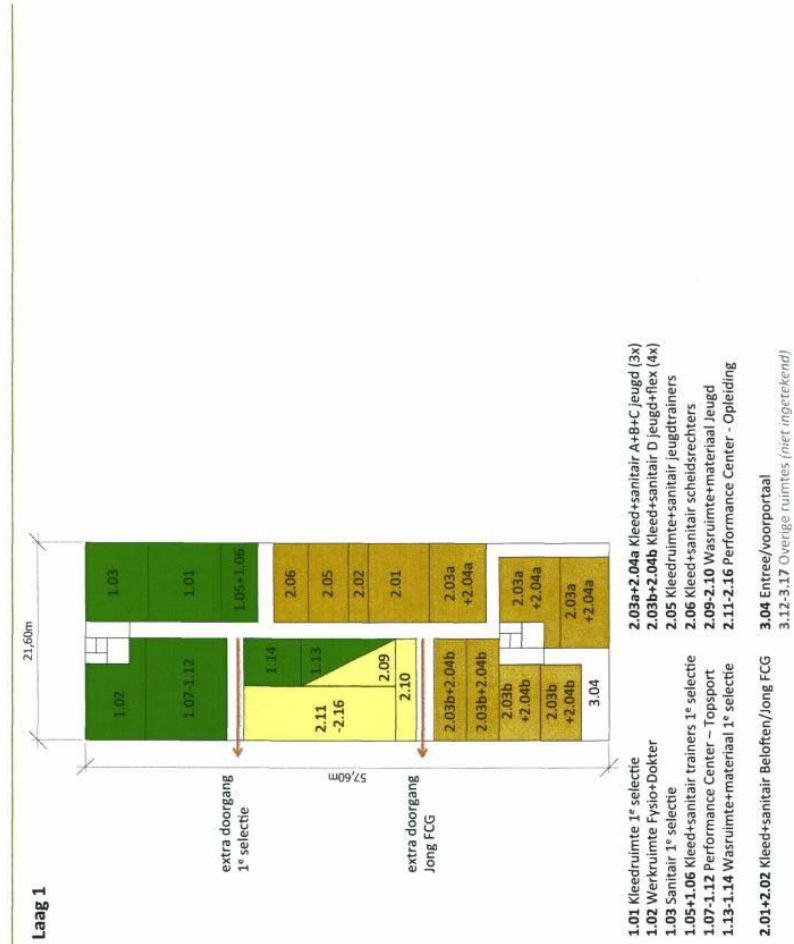 Laag 1
21,60m
57,60m
1.03
1.01
1.05+1.06
1.02
1.07-1.12
1.14
1.13
2.11
-2.16
2.09
2.10
2.06
2.05
2.02
2.01
2.03a
+2.04a
2.03a
+2.04a
2.03a
+2.04a
2.03b+2.04b
2.03b+2.04b
2.03b
+2.04b
2.03b
+2.04b
3.04
extra doorgang
1e selectie
extra doorgang
Jong FCG
1.01 Kleedruimte 1e selectie
1.02 Werkruimte Fysio+Dokter
1.03 Sanitair 1e selectie
1.05+1.06 Kleed+sanitair trainers 1e selectie
1.07-1.12 Performance Center – Topsport
1.13-1.14 Wasruimte+materiaal 1e selectie
2.01+2.02 Kleed+sanitair Beloften/Jong FCG
2.03a+2.04a Kleed+sanitair A+B+C jeugd (3x)
2.03b+2.04b Kleed+sanitair D jeugd+flex (4x)
2.05 Kleedruimte+sanitair jeugdtrainers
2.06 Kleed+sanitair scheidsrechters
2.09-2.10 Wasruimte+materiaal Jeugd
2.11-2.16 Performance Center - Opleiding
3.04 Entree/voorportaal
3.12-3.17 Overige ruimtes (niet ingetekend)